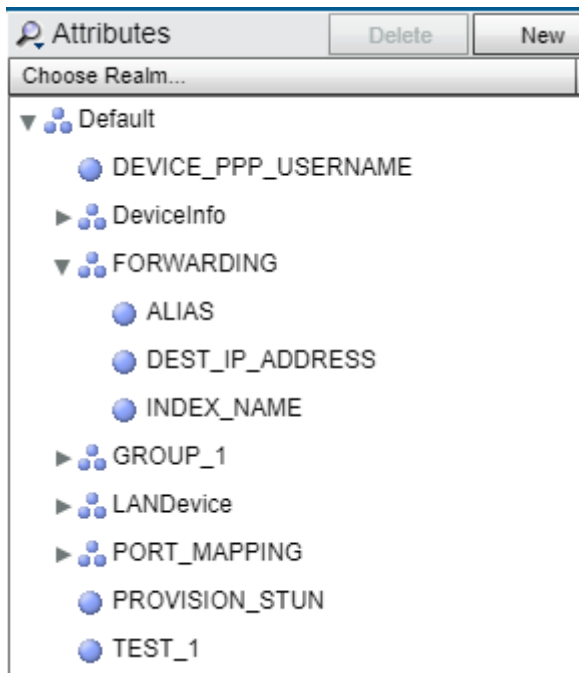 Attributes
Delete
New
Choose Realm...
Default
DEVICE_PPP_USERNAME
DeviceInfo
FORWARDING
ALIAS
DEST_IP_ADDRESS
INDEX_NAME
GROUP_1
LANDevice
PORT_MAPPING
PROVISION_STUN
TEST_1